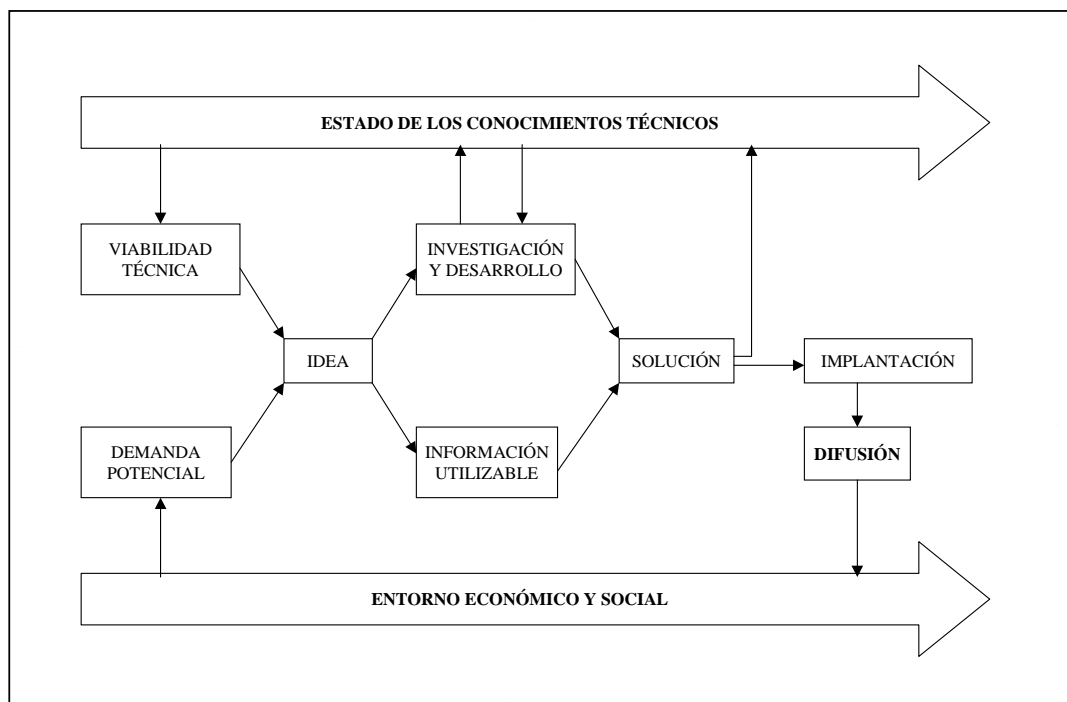 ESTADO DE LOS CONOCIMIENTOS TÉCNICOS
VIABILIDAD
TÉCNICA
INVESTIGACIÓN
Y DESARROLLO
IDEA
SOLUCIÓN
IMPLANTACIÓN
DEMANDA
POTENCIAL
INFORMACIÓN
UTILIZABLE
DIFUSIÓN
ENTORNO ECONÓMICO Y SOCIAL